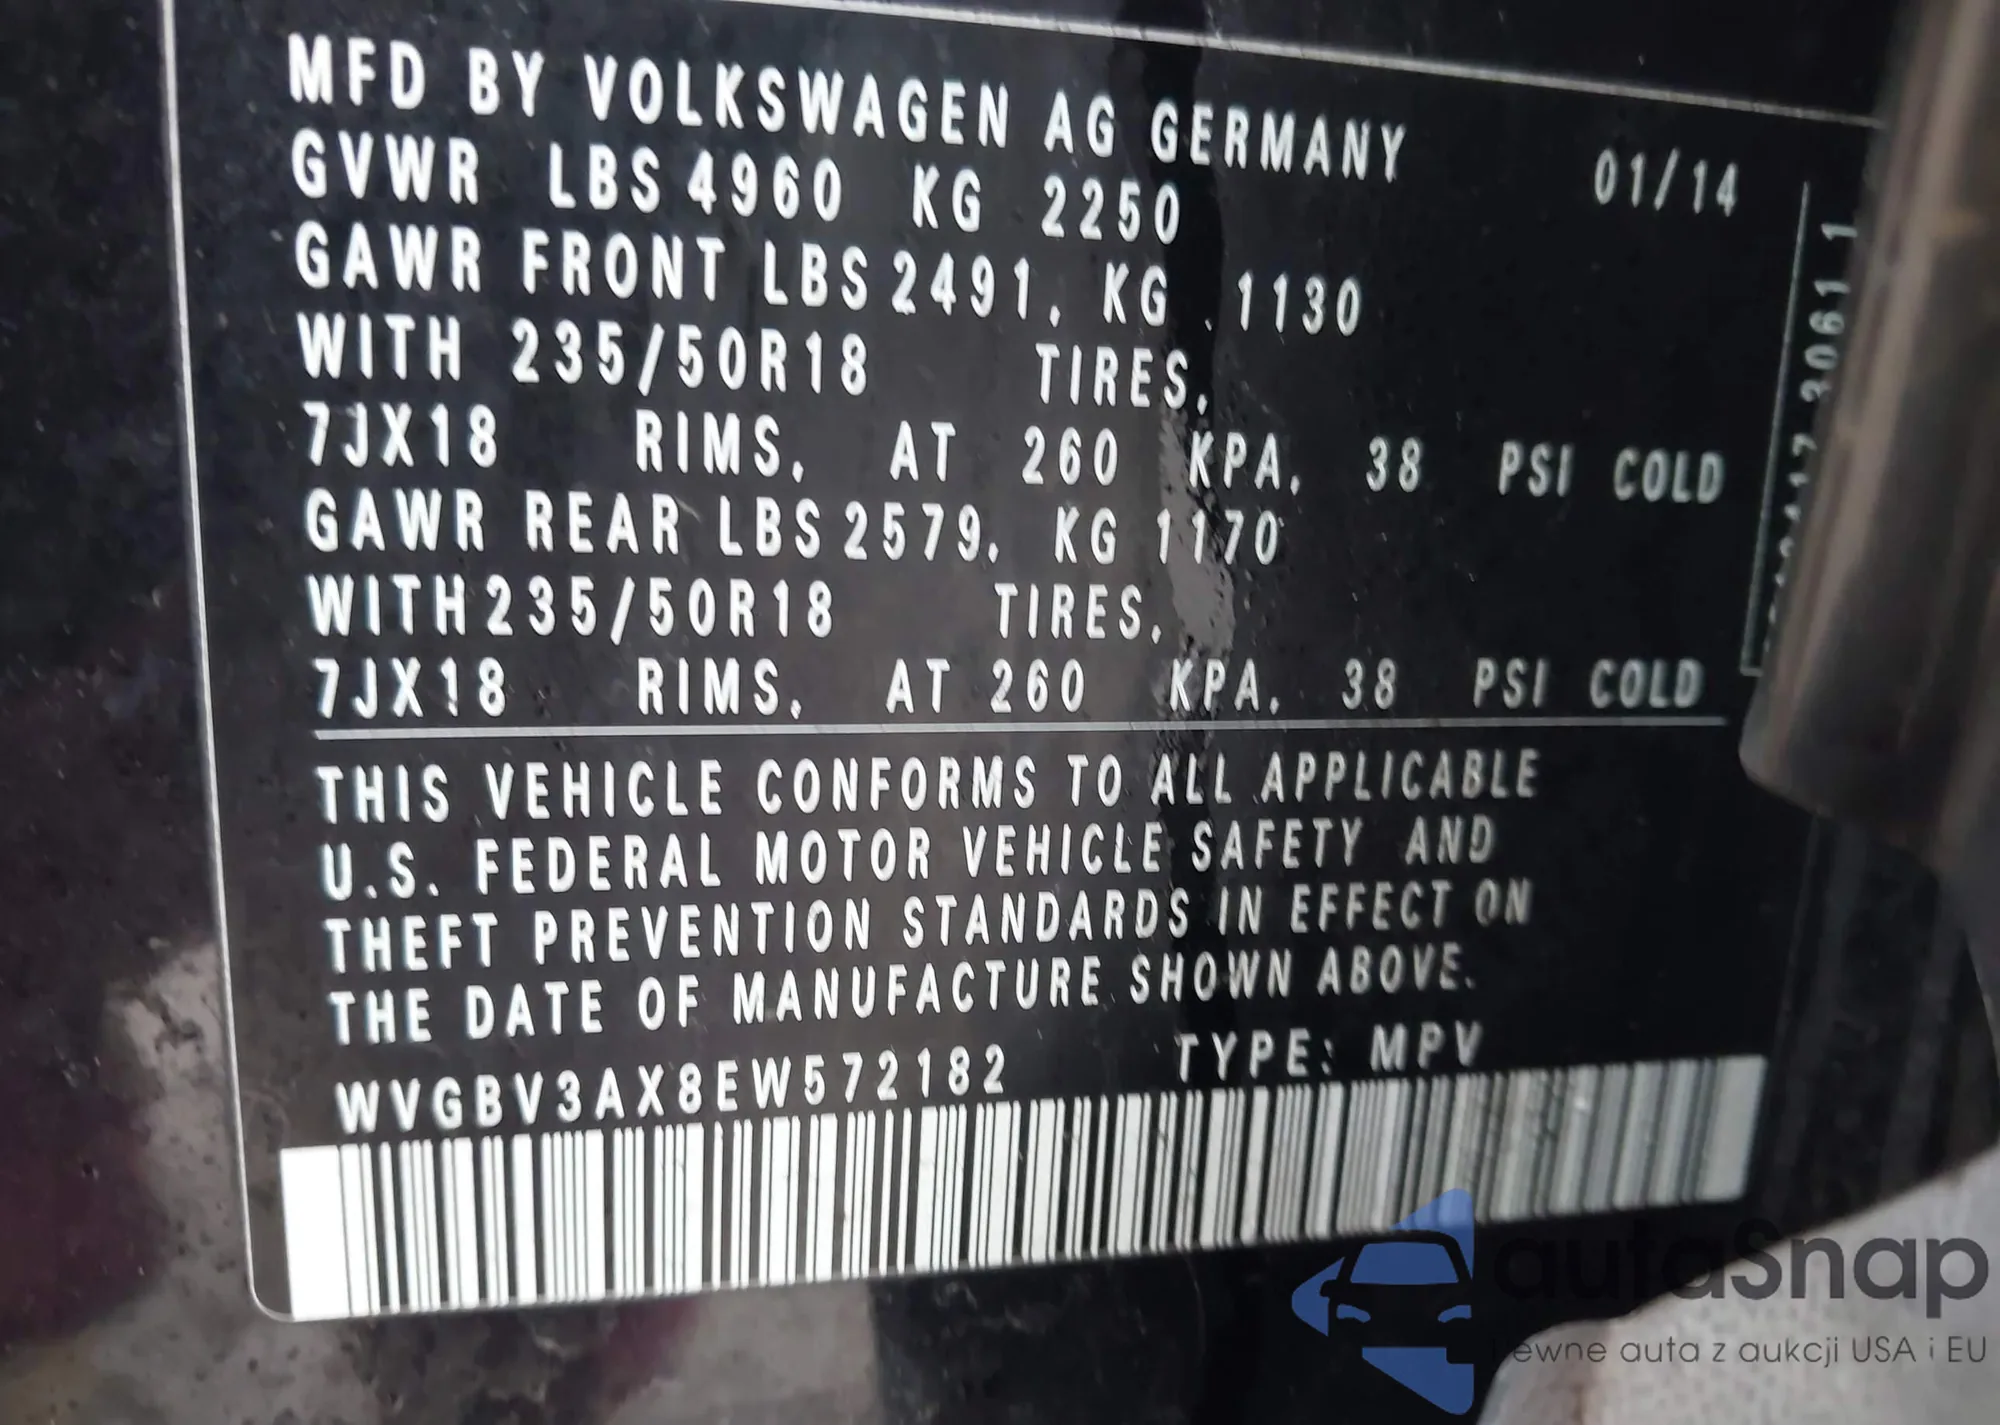 MFD BY VOLKSWAGEN AG GERMANY 01/14
GVWR LBS 4960 KG 2250
GAWR FRONT LBS 2491, KG 1130
WITH 235/50R18 TIRES,
7JX18 RIMS, AT 260 KPA, 38 PSI COLD
GAWR REAR LBS 2579, KG 1170
WITH 235/50R18 TIRES,
7JX18 RIMS, AT 260 KPA, 38 PSI COLD
THIS VEHICLE CONFORMS TO ALL APPLICABLE
U.S. FEDERAL MOTOR VEHICLE SAFETY AND
THEFT PREVENTION STANDARDS IN EFFECT ON
THE DATE OF MANUFACTURE SHOWN ABOVE.
WVGBV3AX8EW572182 TYPE: MPV
autaSnap
Pewne auta z aukcji USA i EU